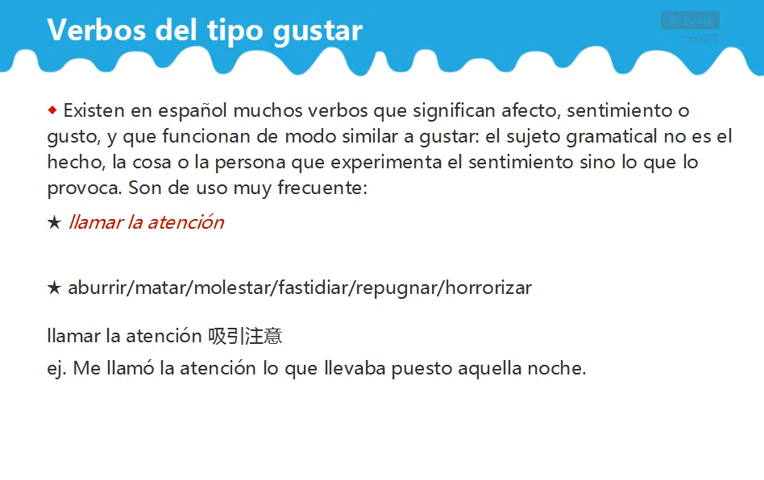 Verbos del tipo gustar
◆ Existen en español muchos verbos que significan afecto, sentimiento o
gusto, y que funcionan de modo similar a gustar: el sujeto gramatical no es el
hecho, la cosa o la persona que experimenta el sentimiento sino lo que lo
provoca. Son de uso muy frecuente:
★ llamar la atención
★ aburrir/matar/molestar/fastidiar/repugnar/horrorizar
llamar la atención 吸引注意
ej. Me llamó la atención lo que llevaba puesto aquella noche.